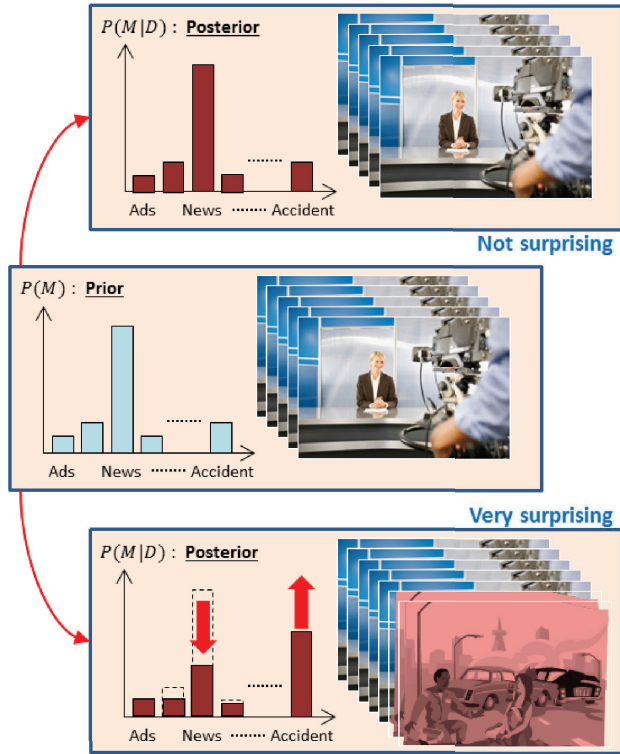 P(M|D) : Posterior
Ads News ........ Accident
Not surprising
P(M) : Prior
Ads News ........ Accident
Very surprising
P(M|D) : Posterior
Ads News ........ Accident